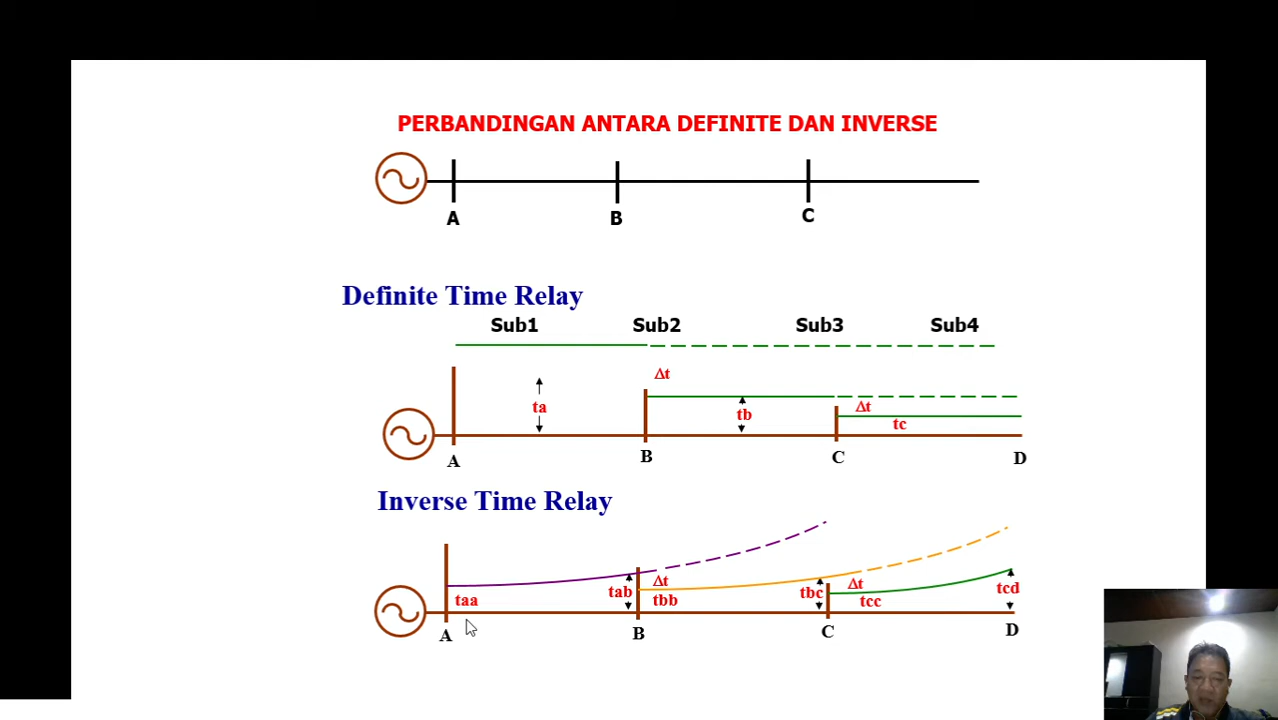 PERBANDINGAN ANTARA DEFINITE DAN INVERSE
A B C
Definite Time Relay
Sub1 Sub2 Sub3 Sub4
Δt
ta tb Δt
tc
A B C D
Inverse Time Relay
taa tab Δt tbc Δt tcd
tbb tcc
A B C D